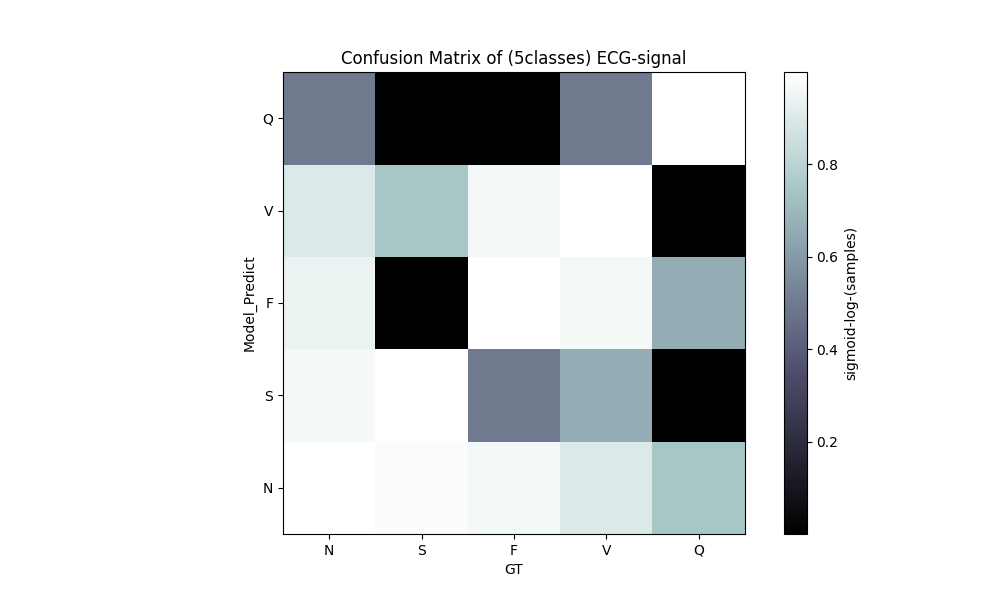 Confusion Matrix of (5classes) ECG-signal
Q
V
F
S
N
Model_Predict
N S F V Q
GT
0.8
0.6
0.4
0.2
sigmoid-log-(samples)